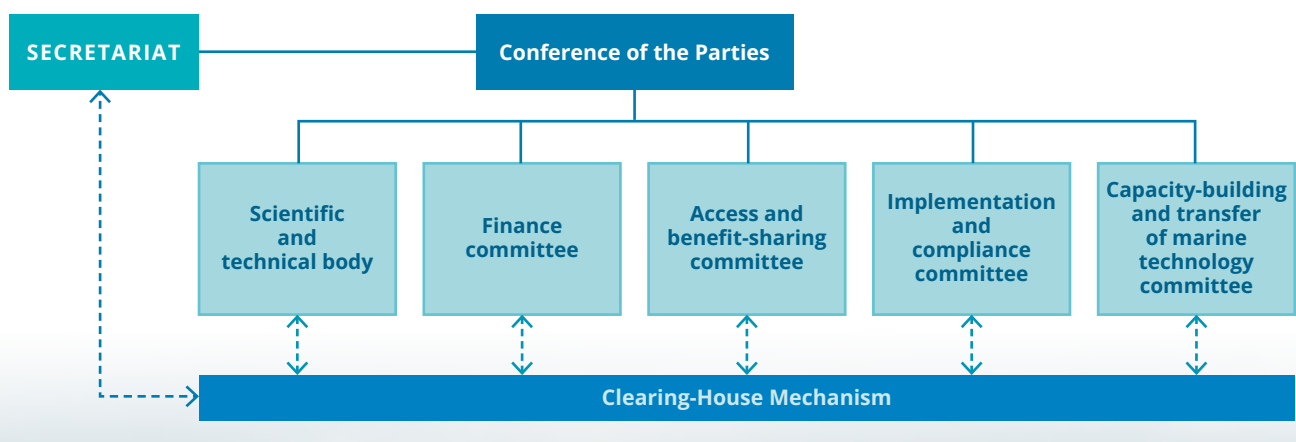 SECRETARIAT
Conference of the Parties
Scientific
and
technical body
Finance
committee
Access and
benefit-sharing
committee
Implementation
and
compliance
committee
Capacity-building
and transfer
of marine
technology
committee
Clearing-House Mechanism